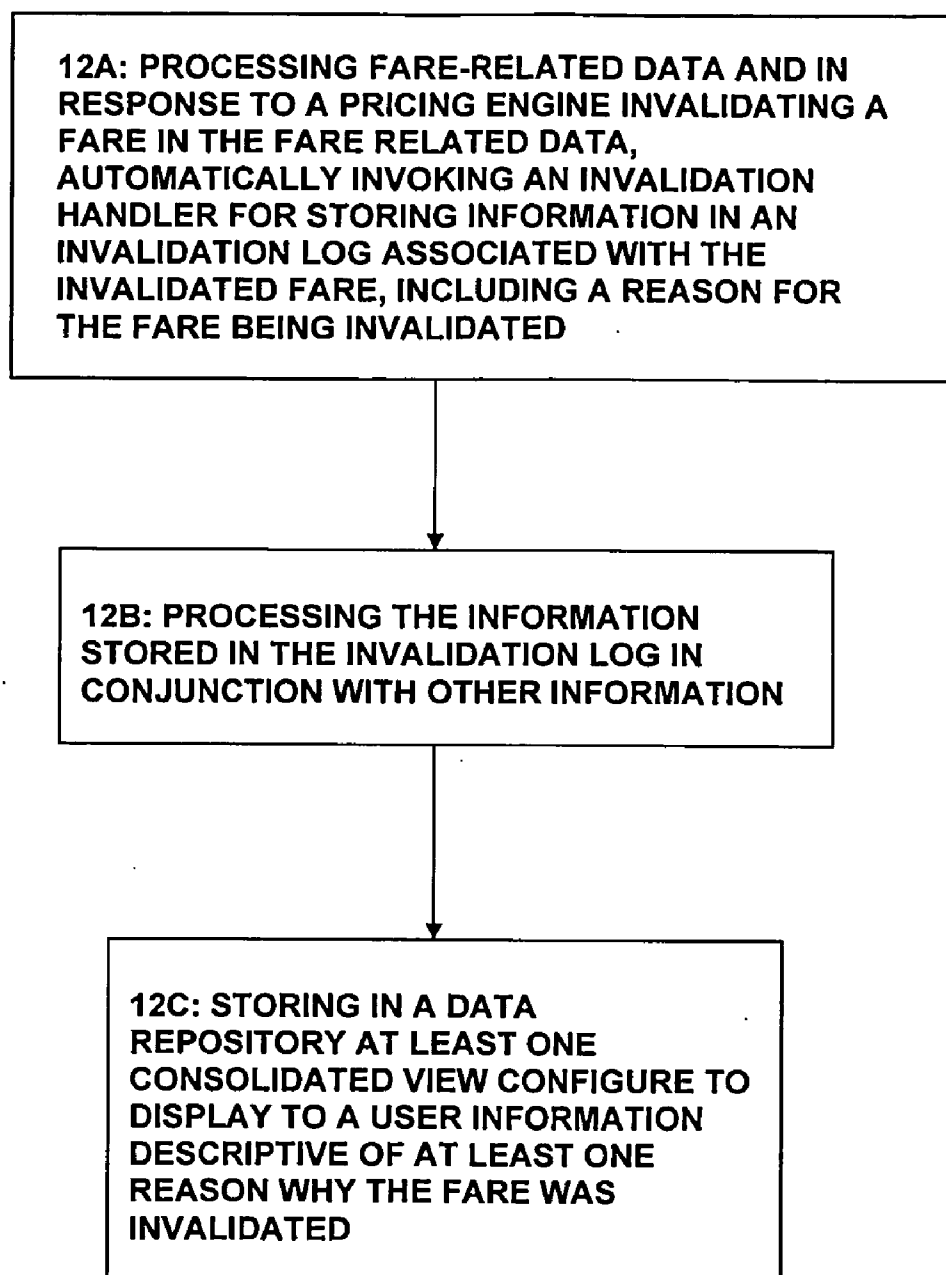 12A: PROCESSING FARE-RELATED DATA AND IN
RESPONSE TO A PRICING ENGINE INVALIDATING A
FARE IN THE FARE RELATED DATA,
AUTOMATICALLY INVOKING AN INVALIDATION
HANDLER FOR STORING INFORMATION IN AN
INVALIDATION LOG ASSOCIATED WITH THE
INVALIDATED FARE, INCLUDING A REASON FOR
THE FARE BEING INVALIDATED
12B: PROCESSING THE INFORMATION
STORED IN THE INVALIDATION LOG IN
CONJUNCTION WITH OTHER INFORMATION
12C: STORING IN A DATA
REPOSITORY AT LEAST ONE
CONSOLIDATED VIEW CONFIGURE TO
DISPLAY TO A USER INFORMATION
DESCRIPTIVE OF AT LEAST ONE
REASON WHY THE FARE WAS
INVALIDATED